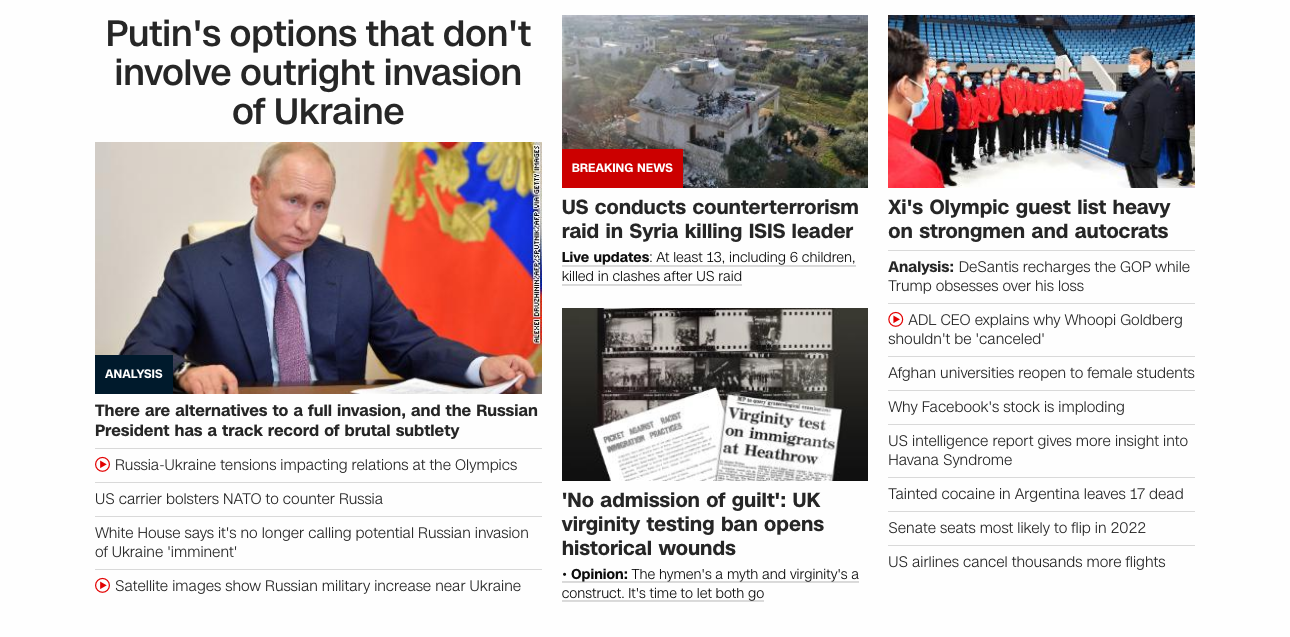 Putin's options that don't
involve outright invasion
of Ukraine
ALEXEI DRUZHININ/AFP/SPUTNIK/AFP VIA GETTY IMAGES
ANALYSIS
There are alternatives to a full invasion, and the Russian
President has a track record of brutal subtlety
Russia-Ukraine tensions impacting relations at the Olympics
US carrier bolsters NATO to counter Russia
White House says it's no longer calling potential Russian invasion
of Ukraine 'imminent'
Satellite images show Russian military increase near Ukraine
BREAKING NEWS
US conducts counterterrorism
raid in Syria killing ISIS leader
Live updates: At least 13, including 6 children,
killed in clashes after US raid
PICKET AGAINST RACIST
IMMIGRATION PRACTICES
Virginity test
on immigrants
at Heathrow
'No admission of guilt': UK
virginity testing ban opens
historical wounds
• Opinion: The hymen's a myth and virginity's a
construct. It's time to let both go
Xi's Olympic guest list heavy
on strongmen and autocrats
Analysis: DeSantis recharges the GOP while
Trump obsesses over his loss
ADL CEO explains why Whoopi Goldberg
shouldn't be 'canceled'
Afghan universities reopen to female students
Why Facebook's stock is imploding
US intelligence report gives more insight into
Havana Syndrome
Tainted cocaine in Argentina leaves 17 dead
Senate seats most likely to flip in 2022
US airlines cancel thousands more flights